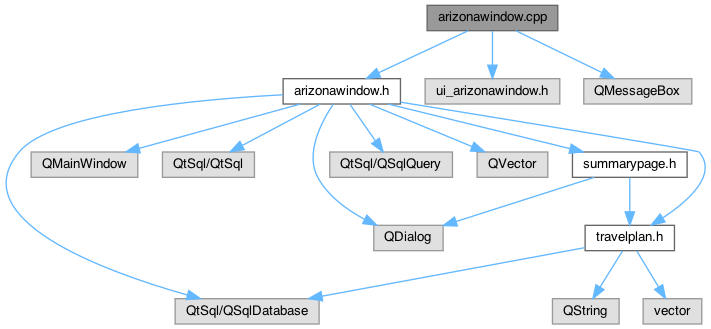 arizonawindow.cpp
arizonawindow.h
ui_arizonawindow.h
QMessageBox
QMainWindow
QtSql/QtSql
QtSql/QSqlQuery
QVector
summarypage.h
QDialog
travelplan.h
QtSql/QSqlDatabase
QString
vector